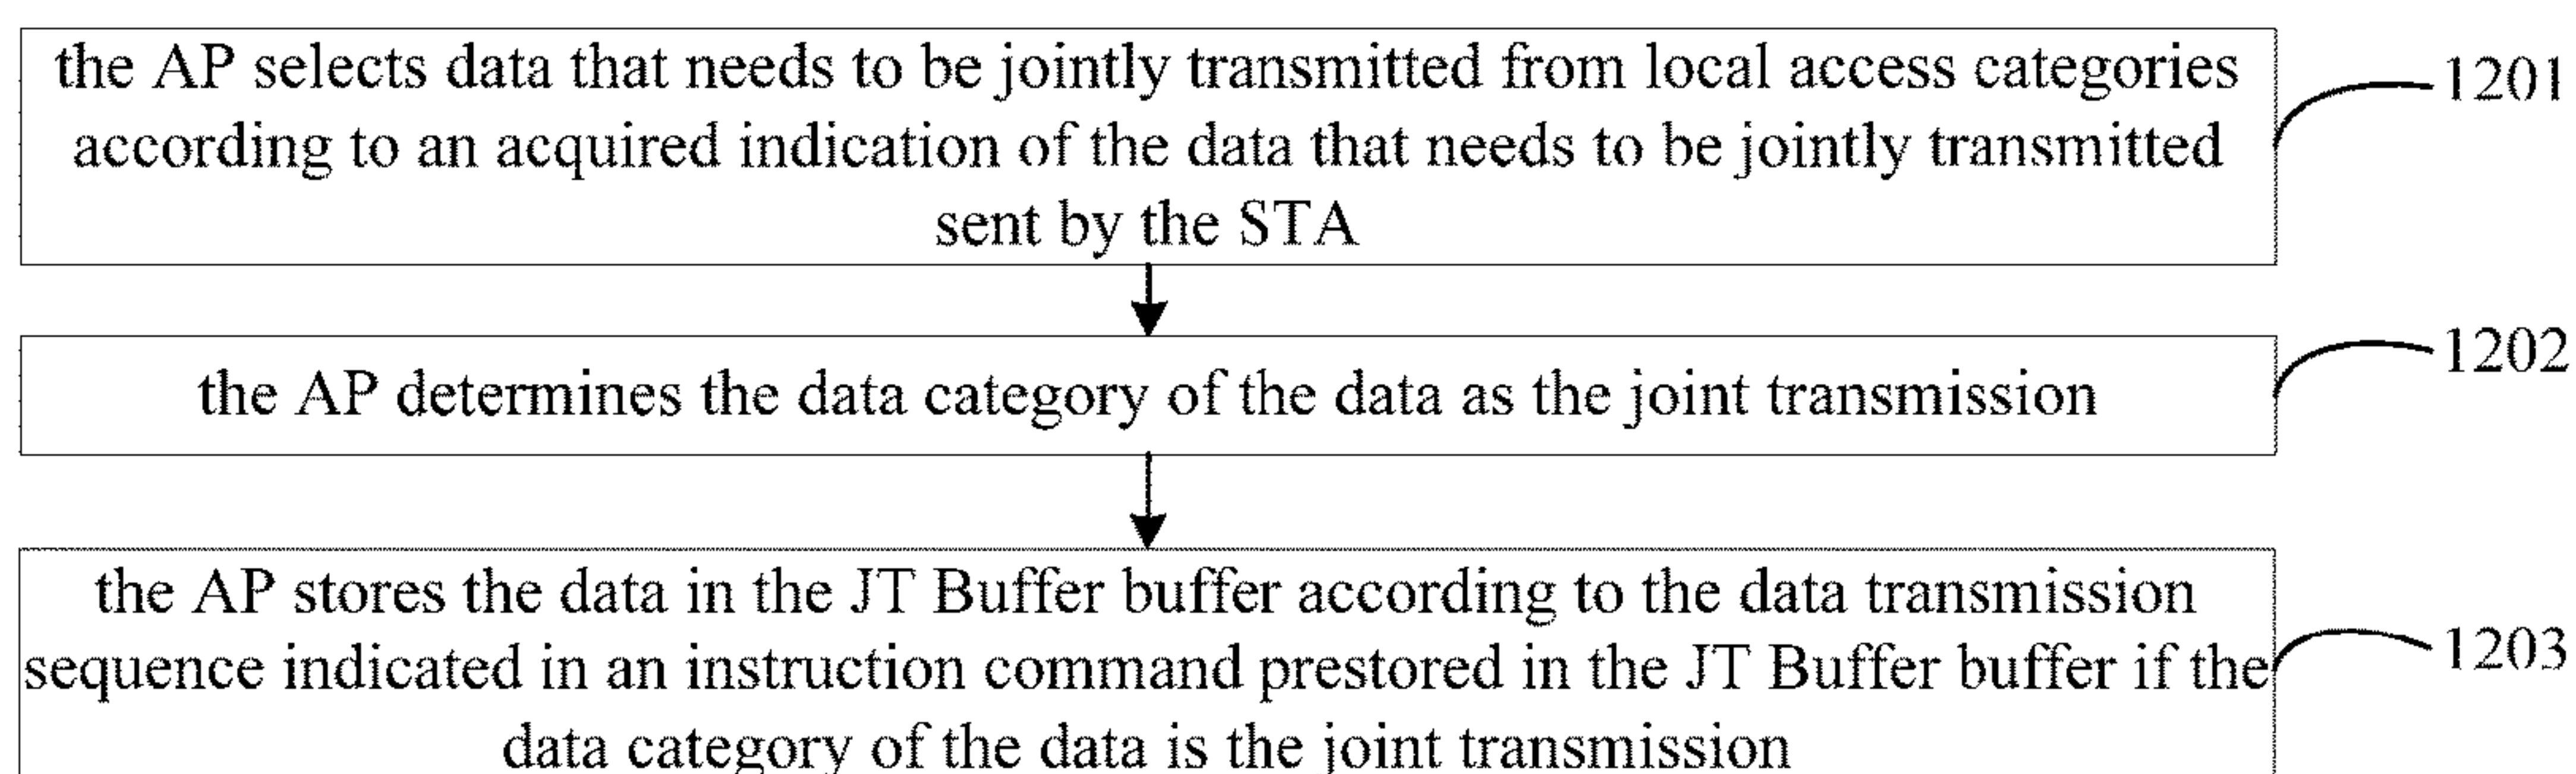 the AP selects data that needs to be jointly transmitted from local access categories
1201
according to an acquired indication of the data that needs to be jointly transmitted
sent by the STA
1202
the AP determines the data category of the data as the joint transmission
the AP stores the data in the JT Buffer buffer according to the data transmission
sequence indicated in an instruction command prestored in the JT Buffer buffer if the
1203
data category of the data is the joint transmission